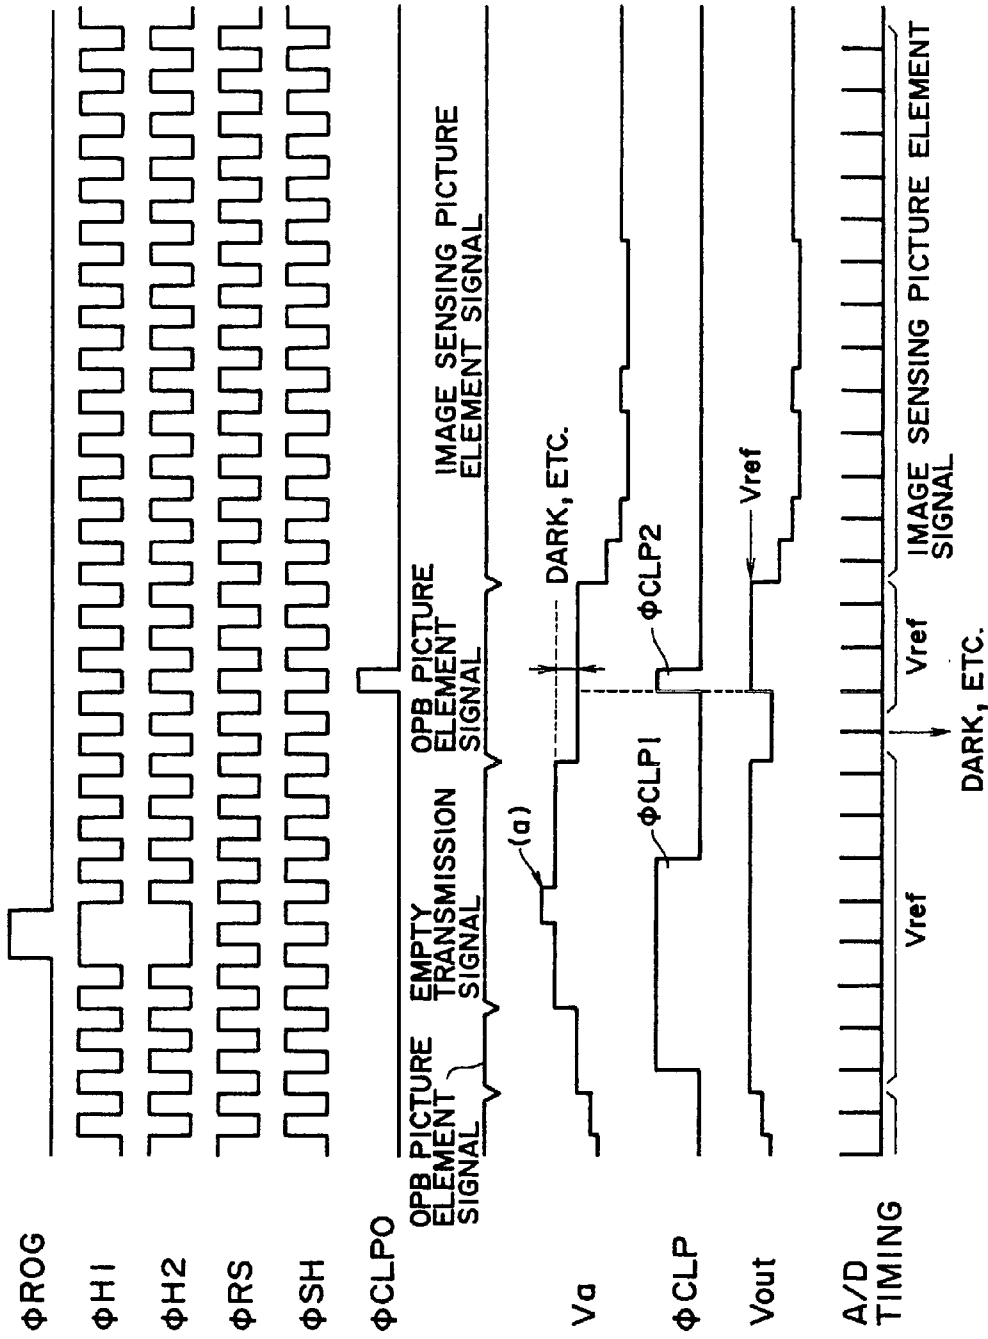 ΦROG
ΦH1
ΦH2
ΦRS
ΦSH
ΦCLPO
OPB PICTURE
ELEMENT
SIGNAL
EMPTY
TRANSMISSION
SIGNAL
OPB PICTURE
ELEMENT
SIGNAL
IMAGE SENSING PICTURE
ELEMENT SIGNAL
Va
(a)
DARK, ETC.
ΦCLP
ΦCLP1
ΦCLP2
Vout
Vref
A/D
TIMING
Vref
Vref
IMAGE SENSING PICTURE ELEMENT
SIGNAL
DARK, ETC.